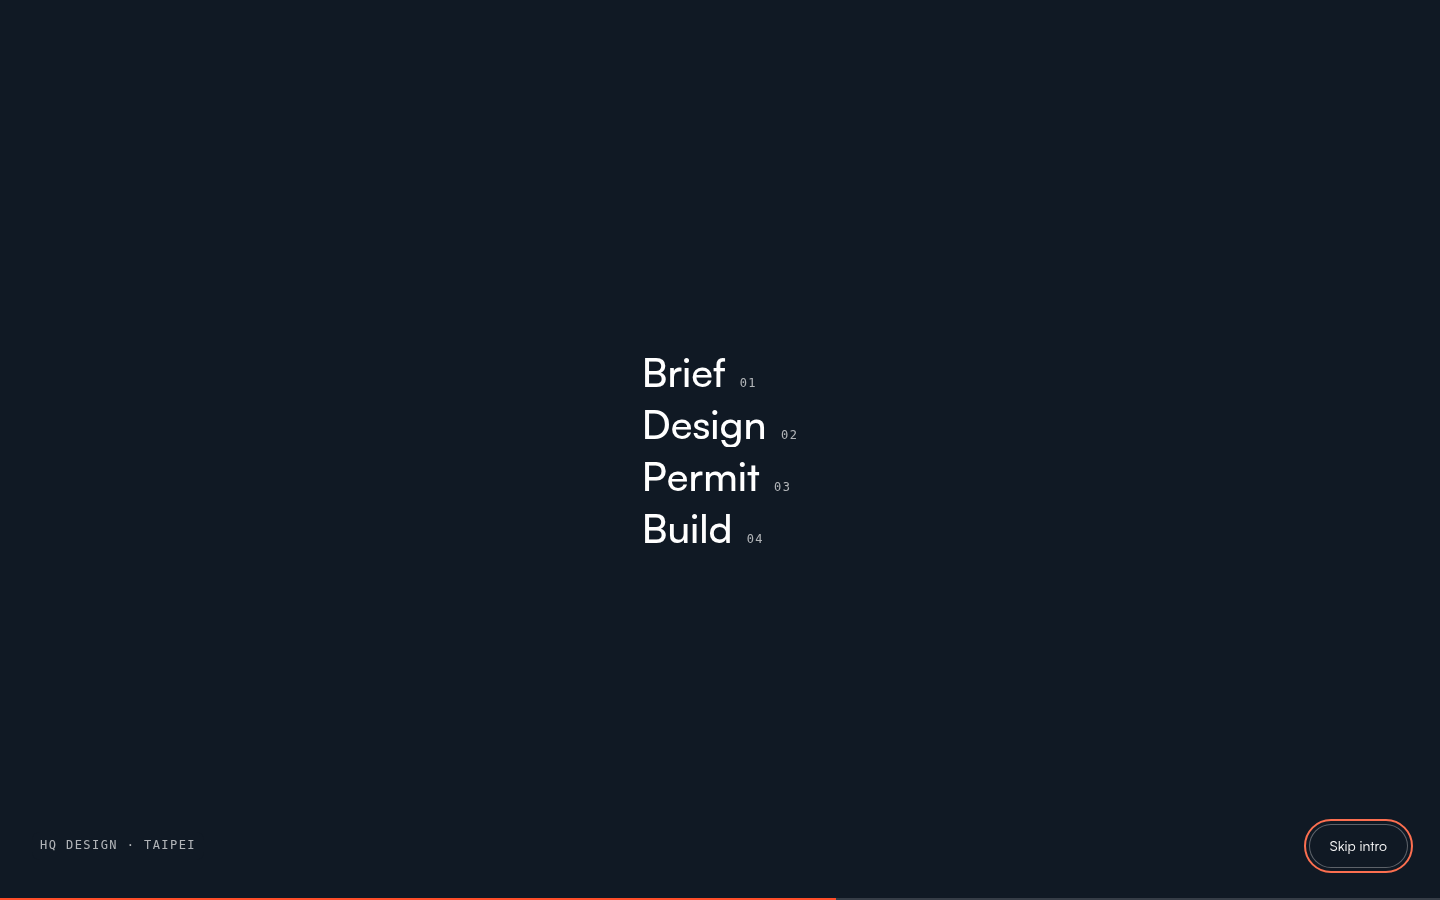 Brief 01
Design 02
Permit 03
Build 04
HQ DESIGN · TAIPEI
Skip intro